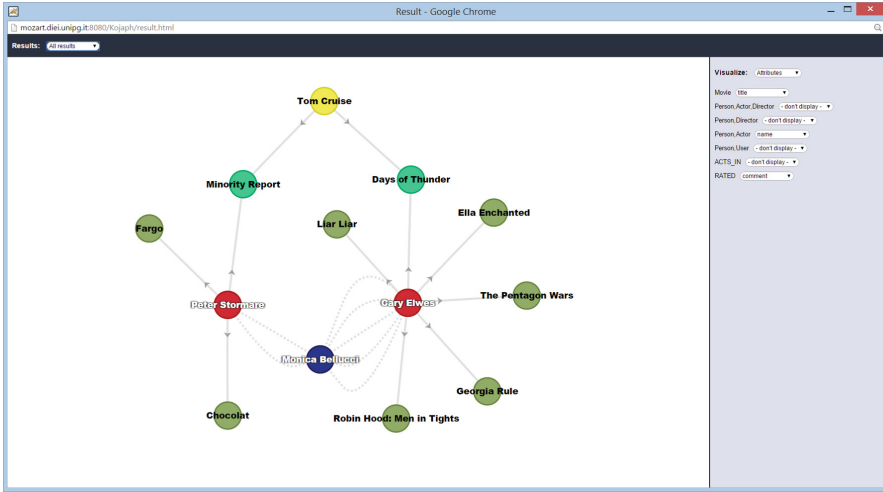 Result - Google Chrome
mozart.diei.unipg.it:8080/Kojaph/result.html
Results: All results
Visualize: Attributes
Movie title
Person,Actor,Director - don't display -
Person,Director - don't display -
Person,Actor name
Person,User - don't display -
ACTS_IN - don't display -
RATED comment
Tom Cruise
Minority Report
Days of Thunder
Fargo
Liar Liar
Ella Enchanted
Peter Stormare
Cary Elwes
The Pentagon Wars
Monica Bellucci
Georgia Rule
Chocolat
Robin Hood: Men in Tights